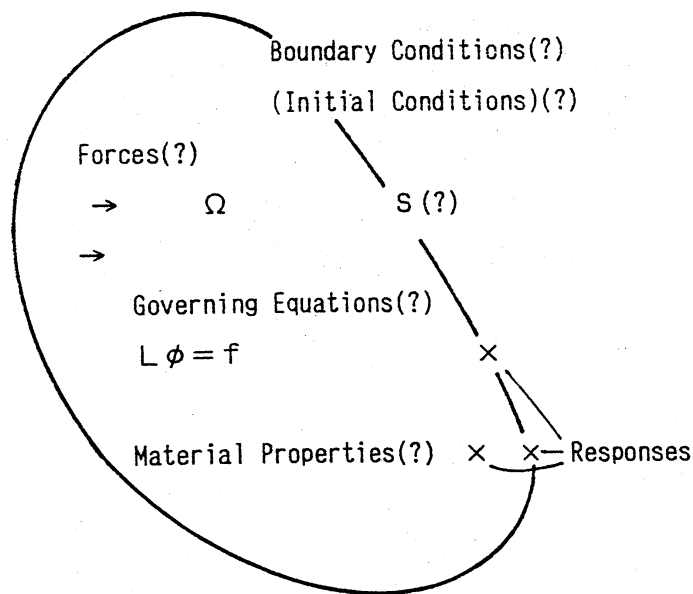 Boundary Conditions(?)
(Initial Conditions)(?)
Forces(?)
→ Ω S(?)
→
Governing Equations(?)
Lφ=f
×
Material Properties(?) × × Responses